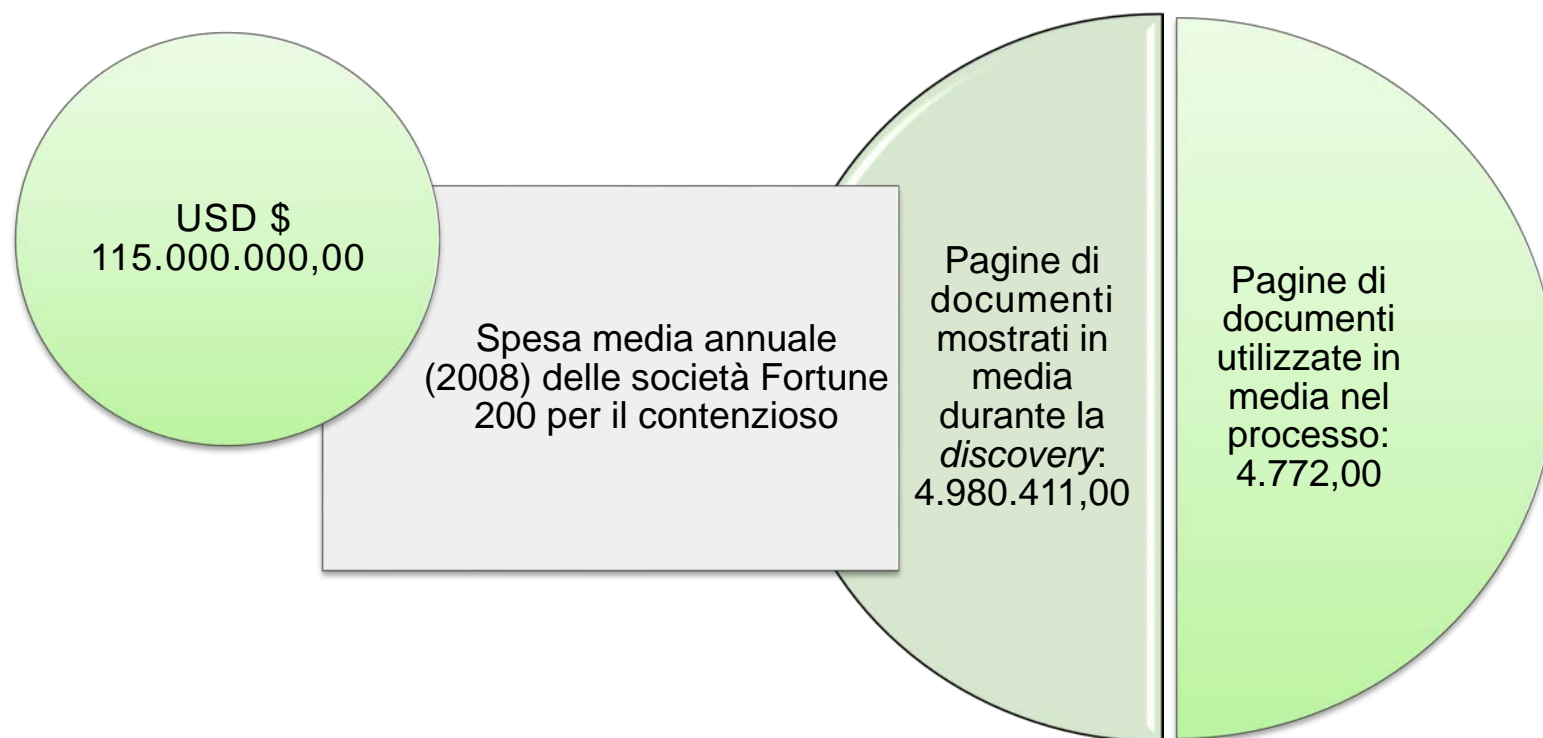 USD $
115.000.000,00
Spesa media annuale
(2008) delle società Fortune
200 per il contenzioso
Pagine di
documenti
mostrati in
media
durante la
discovery:
4.980.411,00
Pagine di
documenti
utilizzate in
media nel
processo:
4.772,00